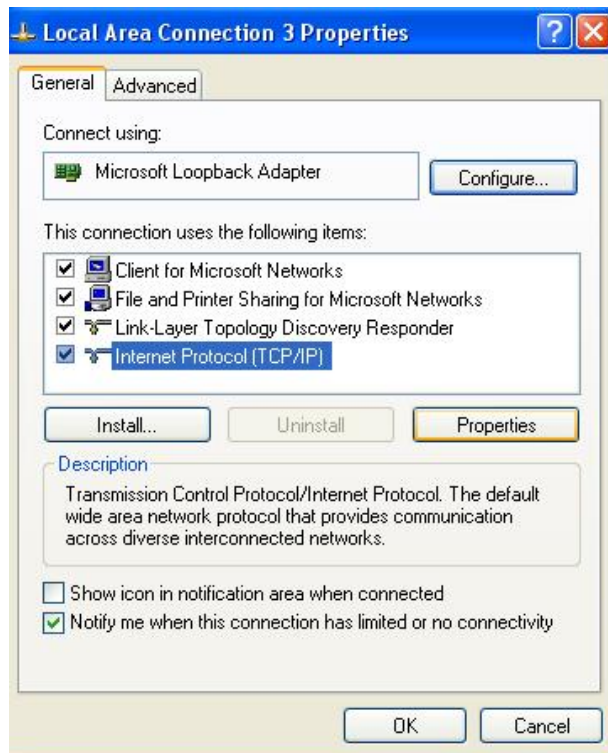 Local Area Connection 3 Properties
General
Advanced
Connect using:
Microsoft Loopback Adapter
Configure...
This connection uses the following items:
Client for Microsoft Networks
File and Printer Sharing for Microsoft Networks
Link-Layer Topology Discovery Responder
Internet Protocol (TCP/IP)
Install...
Uninstall
Properties
Description
Transmission Control Protocol/Internet Protocol. The default
wide area network protocol that provides communication
across diverse interconnected networks.
Show icon in notification area when connected
Notify me when this connection has limited or no connectivity
OK
Cancel